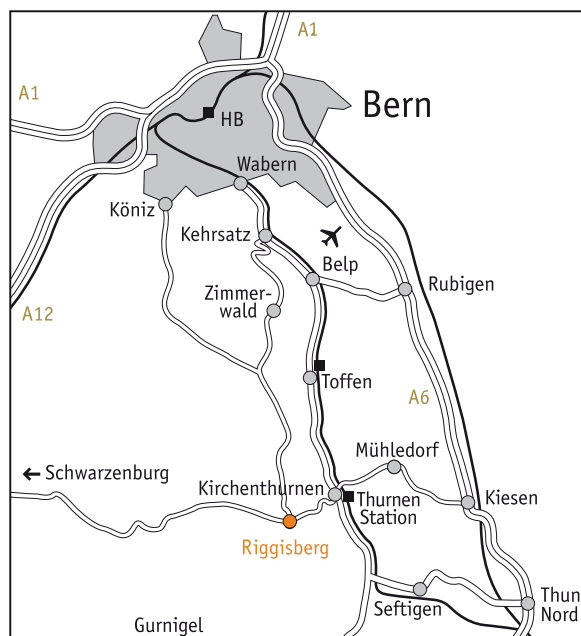 A1
A1
Bern
HB
Wabern
Köniz
Kehrsatz
Belp
Zimmer-
wald
Rubigen
A12
Toffen
A6
Mühledorf
← Schwarzenburg
Kirchenthurnen
Thurnen
Station
Kiesen
Riggisberg
Seftigen
Thun
Nord
Gurnigel